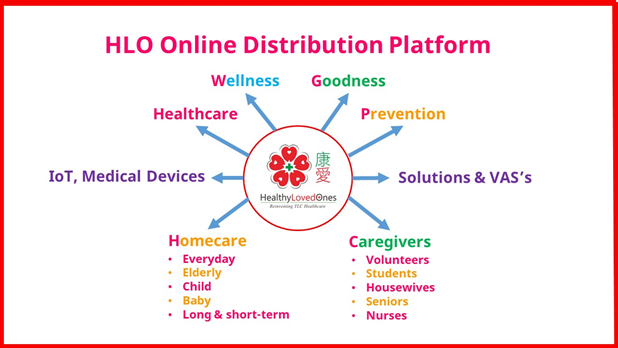 HLO Online Distribution Platform
Wellness
Goodness
Healthcare
Prevention
康
愛
HealthyLovedOnes
Reinventing TLC Healthcare
IoT, Medical Devices
Solutions & VAS’s
Homecare
• Everyday
• Elderly
• Child
• Baby
• Long & short-term
Caregivers
• Volunteers
• Students
• Housewives
• Seniors
• Nurses